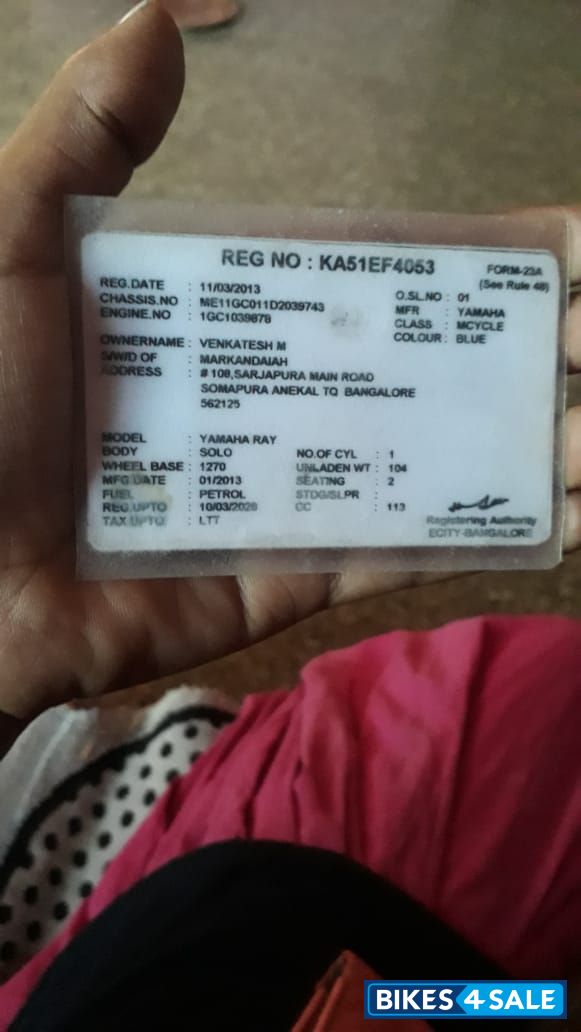 REG NO : KA51EF4053
FORM-23A
(See Rule 48)
REG.DATE : 11/03/2013
CHASSIS.NO : ME11GC011D2039743
ENGINE.NO : 1GC1039878
O.SL.NO : 01
MFR : YAMAHA
CLASS : MCYCLE
COLOUR : BLUE
OWNERNAME : VENKATESH M
S/W/D OF : MARKANDAIAH
ADDRESS : # 109,SARJAPURA MAIN ROAD
SOMAPURA ANEKAL TQ BANGALORE
562125
MODEL : YAMAHA RAY
BODY : SOLO
WHEEL BASE : 1270
MFG DATE : 01/2013
FUEL : PETROL
REG.UPTO : 10/03/2028
TAX.UPTO : LTT
NO.OF CYL : 1
UNLADEN WT : 104
SEATING : 2
STDG/SLPR :
CC : 113
Registering Authority
ECITY-BANGALORE
BIKES4SALE